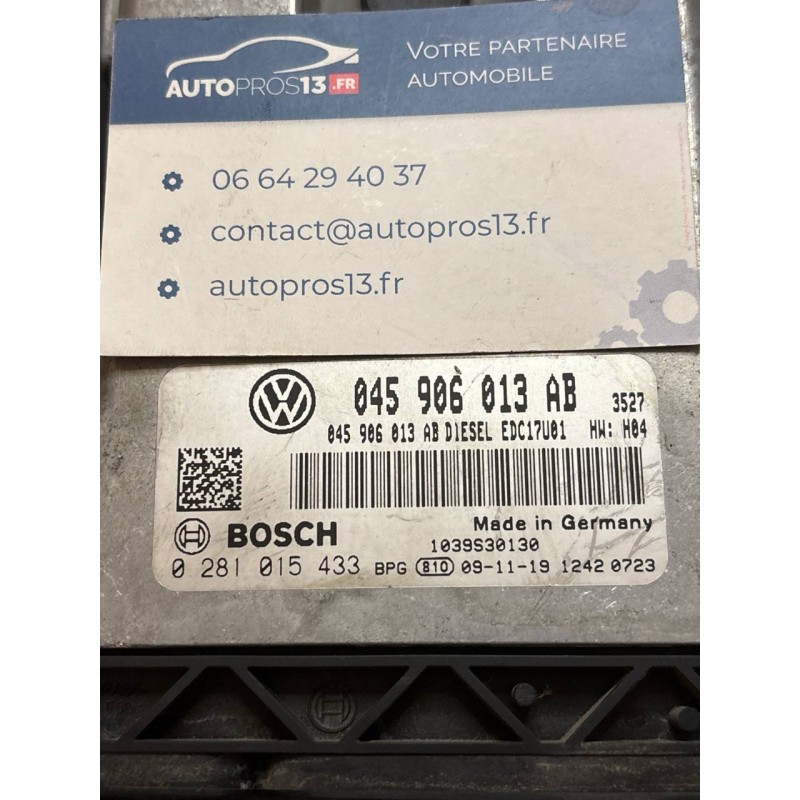 VOTRE PARTENAIRE
AUTOMOBILE
AUTOPROS13.FR
06 64 29 40 37
contact@autopros13.fr
autopros13.fr
045 906 013 AB 3527
045 906 013 AB DIESEL EDC17U01 HW: H04
BOSCH Made in Germany
1039S30130
0 281 015 433 BPG 810 09-11-19 1242 0723